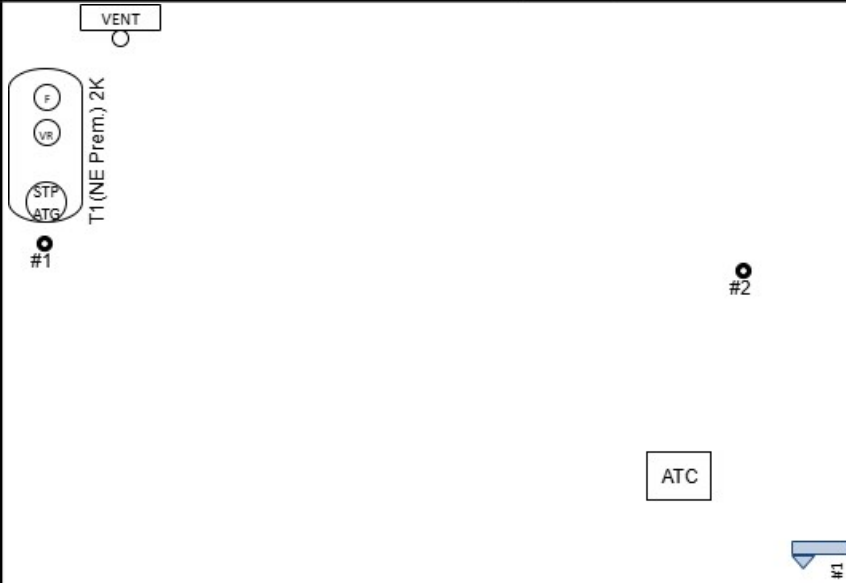 VENT
F
VR
STP
ATG
T1(NE Prem.) 2K
#1
#2
ATC
#1